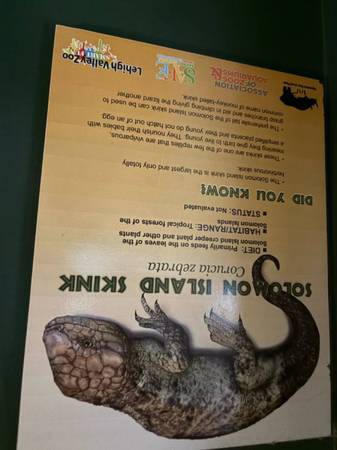 SOLOMON ISLAND SKINK
Corucia zebrata
■ DIET: Primarily feeds on the leaves of the
Solomon Island creeper plant and other plants
■ HABITAT/RANGE: Tropical forests of the
Solomon Islands
■ STATUS: Not evaluated
DID YOU KNOW?
• The Solomon Island skink is the largest and only totally
herbivorous skink.
• These skinks are one of the few reptiles that are viviparous,
meaning they give birth to live young. They nourish their babies with
a simplified placenta and they young do not hatch out of an egg.
• The prehensile tail of the Solomon Island skink can be used to
grasp branches and aid in climbing giving the lizard another
common name of monkey-tailed skink.
ASSOCIATION
OF ZOOS &
AQUARIUMS
Lehigh Valley Zoo